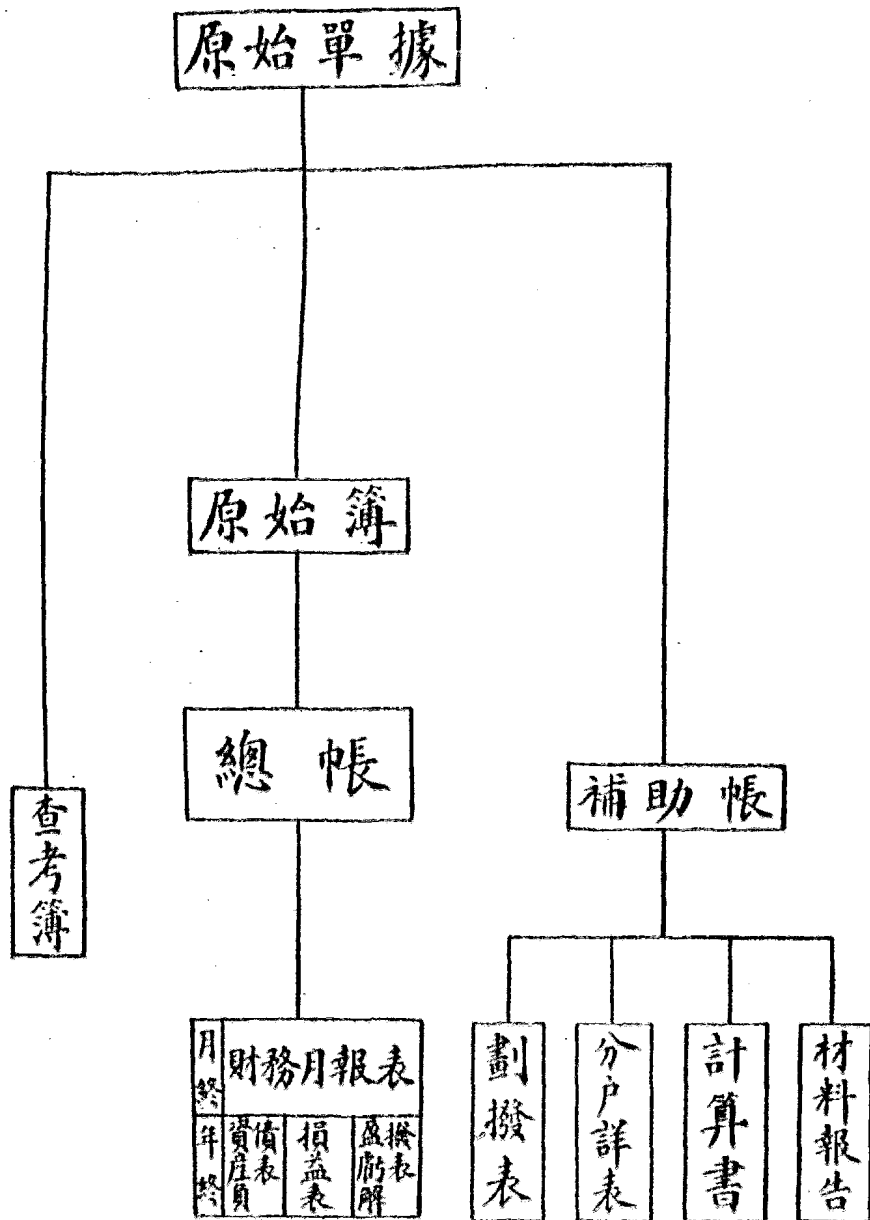 原始單據
原始簿
總帳
查考簿
補助帳
月終
財務月報表
年終
資產負債表
損益表
盈虧解撥表
劃撥表
分户詳表
計算書
材料報告